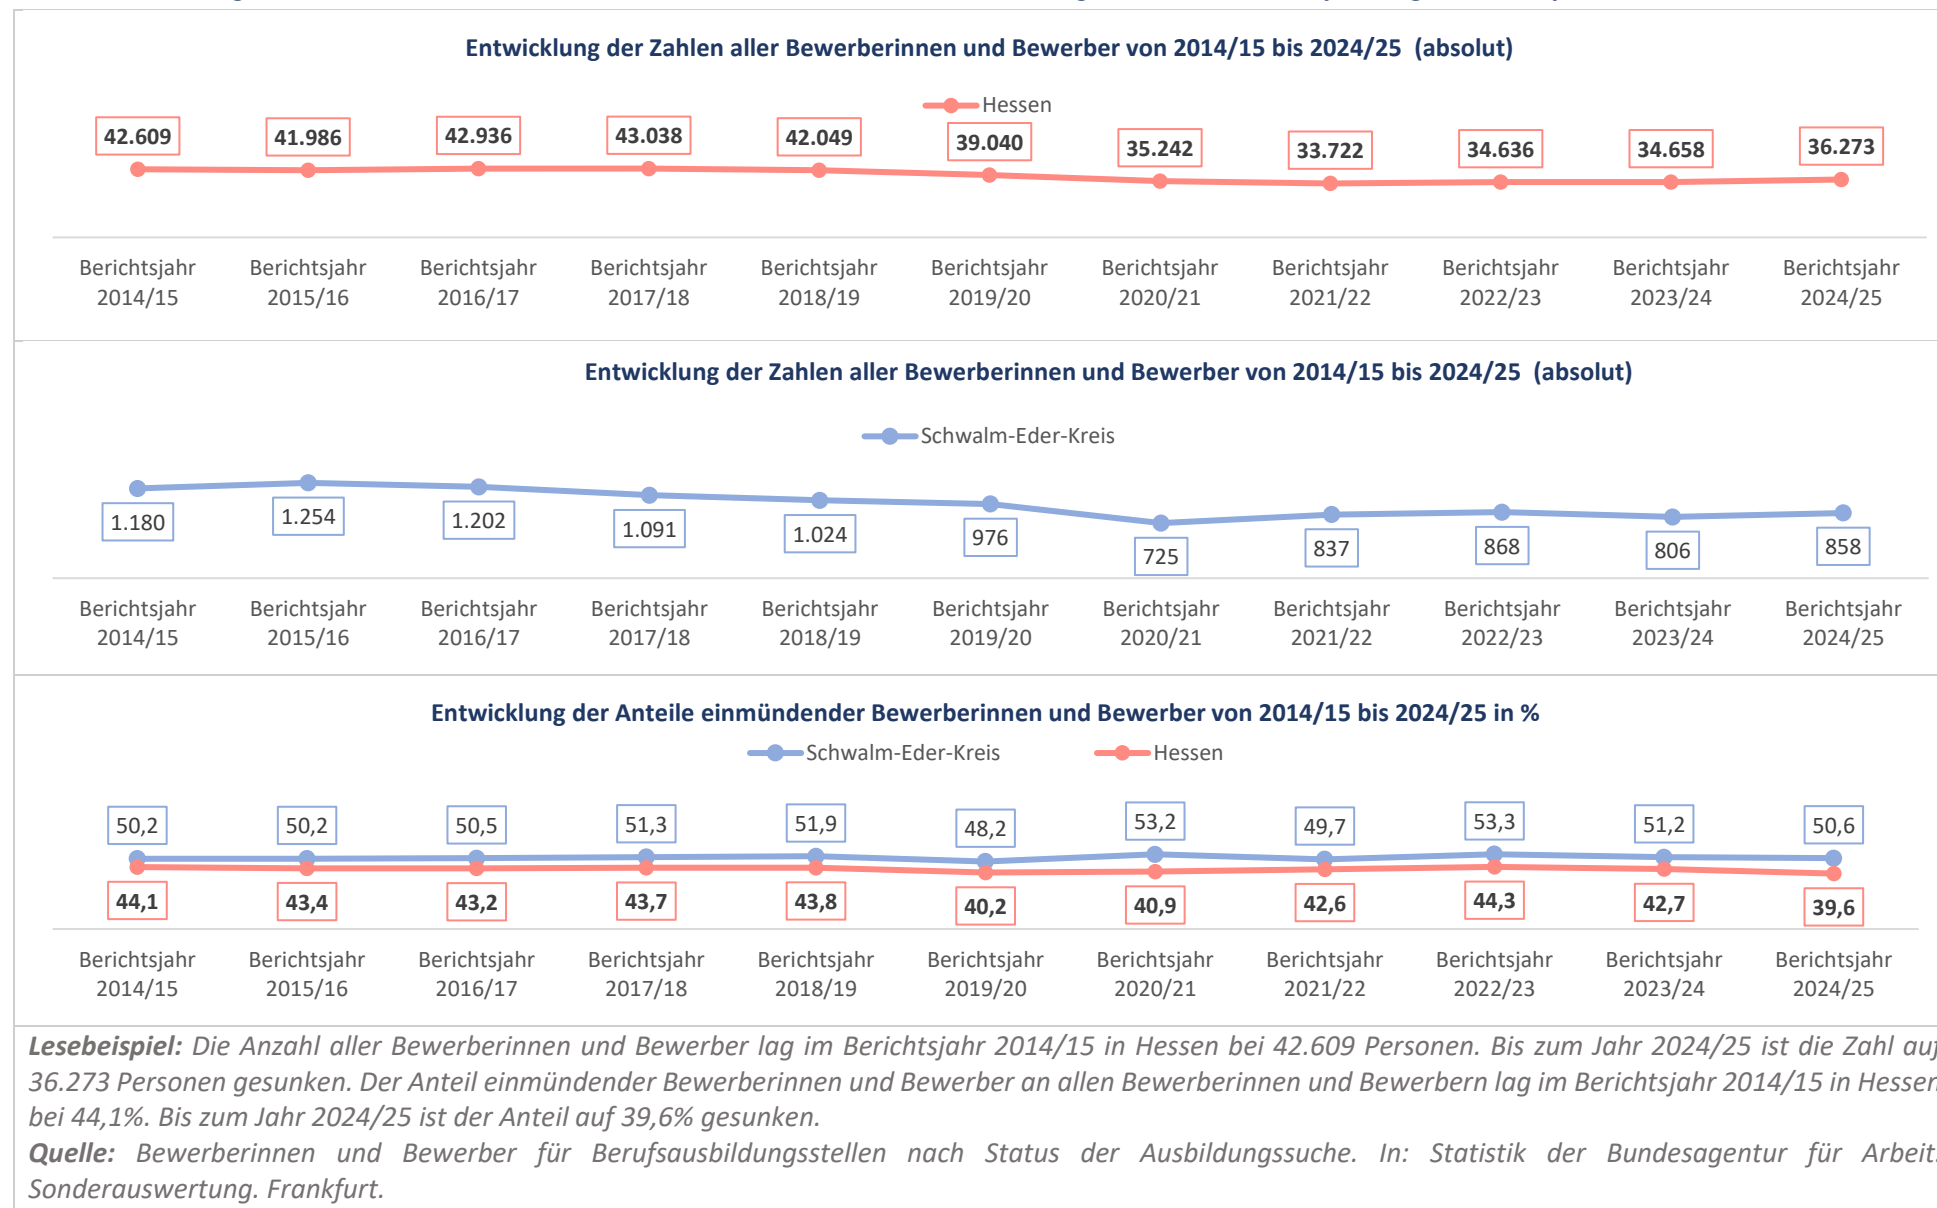 Entwicklung der Zahlen aller Bewerberinnen und Bewerber von 2014/15 bis 2024/25 (absolut)
Hessen
42.609 41.986 42.936 43.038 42.049 39.040 35.242 33.722 34.636 34.658 36.273
Berichtsjahr Berichtsjahr Berichtsjahr Berichtsjahr Berichtsjahr Berichtsjahr Berichtsjahr Berichtsjahr Berichtsjahr Berichtsjahr Berichtsjahr
2014/15 2015/16 2016/17 2017/18 2018/19 2019/20 2020/21 2021/22 2022/23 2023/24 2024/25
Entwicklung der Zahlen aller Bewerberinnen und Bewerber von 2014/15 bis 2024/25 (absolut)
Schwalm-Eder-Kreis
1.180 1.254 1.202 1.091 1.024 976 725 837 868 806 858
Berichtsjahr Berichtsjahr Berichtsjahr Berichtsjahr Berichtsjahr Berichtsjahr Berichtsjahr Berichtsjahr Berichtsjahr Berichtsjahr Berichtsjahr
2014/15 2015/16 2016/17 2017/18 2018/19 2019/20 2020/21 2021/22 2022/23 2023/24 2024/25
Entwicklung der Anteile einmündender Bewerberinnen und Bewerber von 2014/15 bis 2024/25 in %
Schwalm-Eder-Kreis Hessen
50,2 50,2 50,5 51,3 51,9 48,2 53,2 49,7 53,3 51,2 50,6
44,1 43,4 43,2 43,7 43,8 40,2 40,9 42,6 44,3 42,7 39,6
Berichtsjahr Berichtsjahr Berichtsjahr Berichtsjahr Berichtsjahr Berichtsjahr Berichtsjahr Berichtsjahr Berichtsjahr Berichtsjahr Berichtsjahr
2014/15 2015/16 2016/17 2017/18 2018/19 2019/20 2020/21 2021/22 2022/23 2023/24 2024/25
Lesebeispiel: Die Anzahl aller Bewerberinnen und Bewerber lag im Berichtsjahr 2014/15 in Hessen bei 42.609 Personen. Bis zum Jahr 2024/25 ist die Zahl auf
36.273 Personen gesunken. Der Anteil einmündender Bewerberinnen und Bewerber an allen Bewerberinnen und Bewerbern lag im Berichtsjahr 2014/15 in Hessen
bei 44,1%. Bis zum Jahr 2024/25 ist der Anteil auf 39,6% gesunken.
Quelle: Bewerberinnen und Bewerber für Berufsausbildungsstellen nach Status der Ausbildungssuche. In: Statistik der Bundesagentur für Arbeit.
Sonderauswertung. Frankfurt.